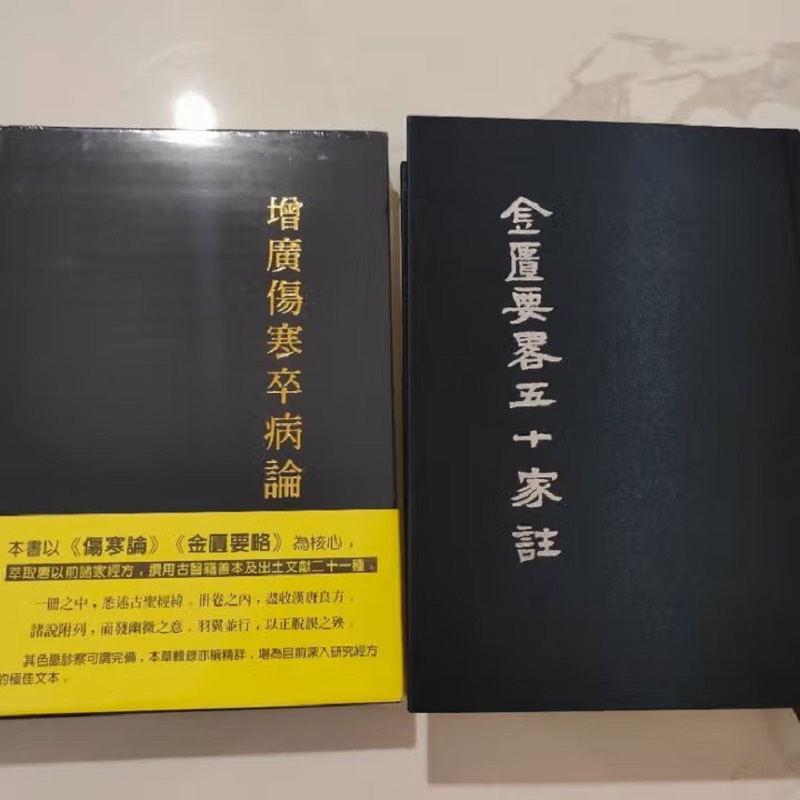 增廣傷寒卒病論
本書以《傷寒論》《金匱要略》為核心，
萃取唐以前諸家經方，撰用古醫籍善本及出土文獻二十一種。
一冊之中，悉述古聖經緯。卌卷之內，盡收漢唐良方。
諸說附列，而發幽微之意。羽翼並行，以正脫誤之殃。
其色脈診察可謂完備，本草輯錄亦稱精詳，堪為目前深入研究經方
的極佳文本。
金匱要畧五十家註